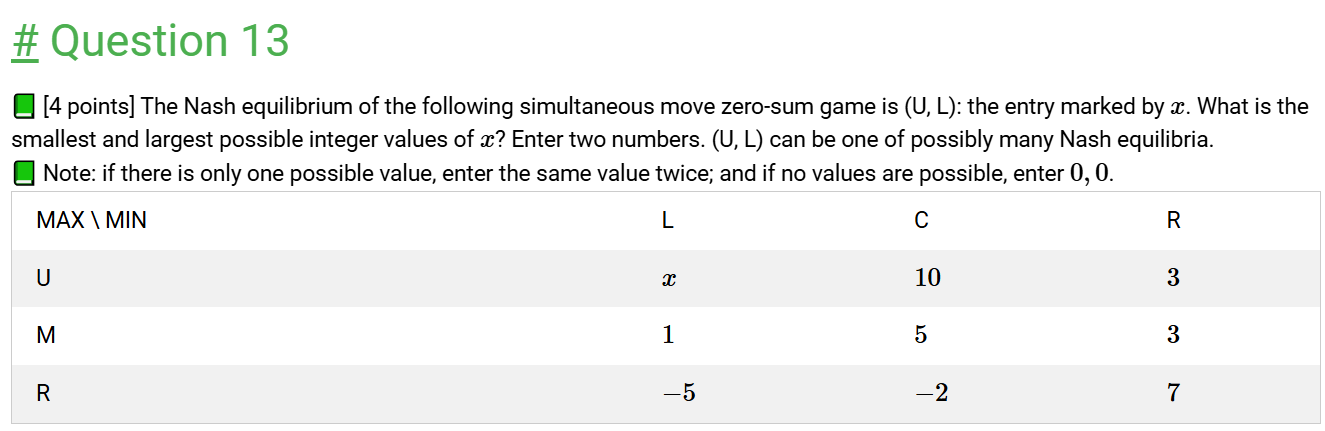 # Question 13
[4 points] The Nash equilibrium of the following simultaneous move zero-sum game is (U, L): the entry marked by x. What is the
smallest and largest possible integer values of x? Enter two numbers. (U, L) can be one of possibly many Nash equilibria.
Note: if there is only one possible value, enter the same value twice; and if no values are possible, enter 0, 0.
MAX \ MIN L C R
U x 10 3
M 1 5 3
R −5 −2 7